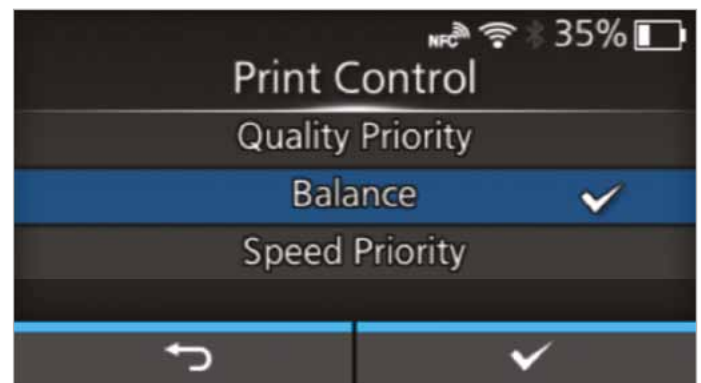 NFC 35%
Print Control
Quality Priority
Balance
Speed Priority